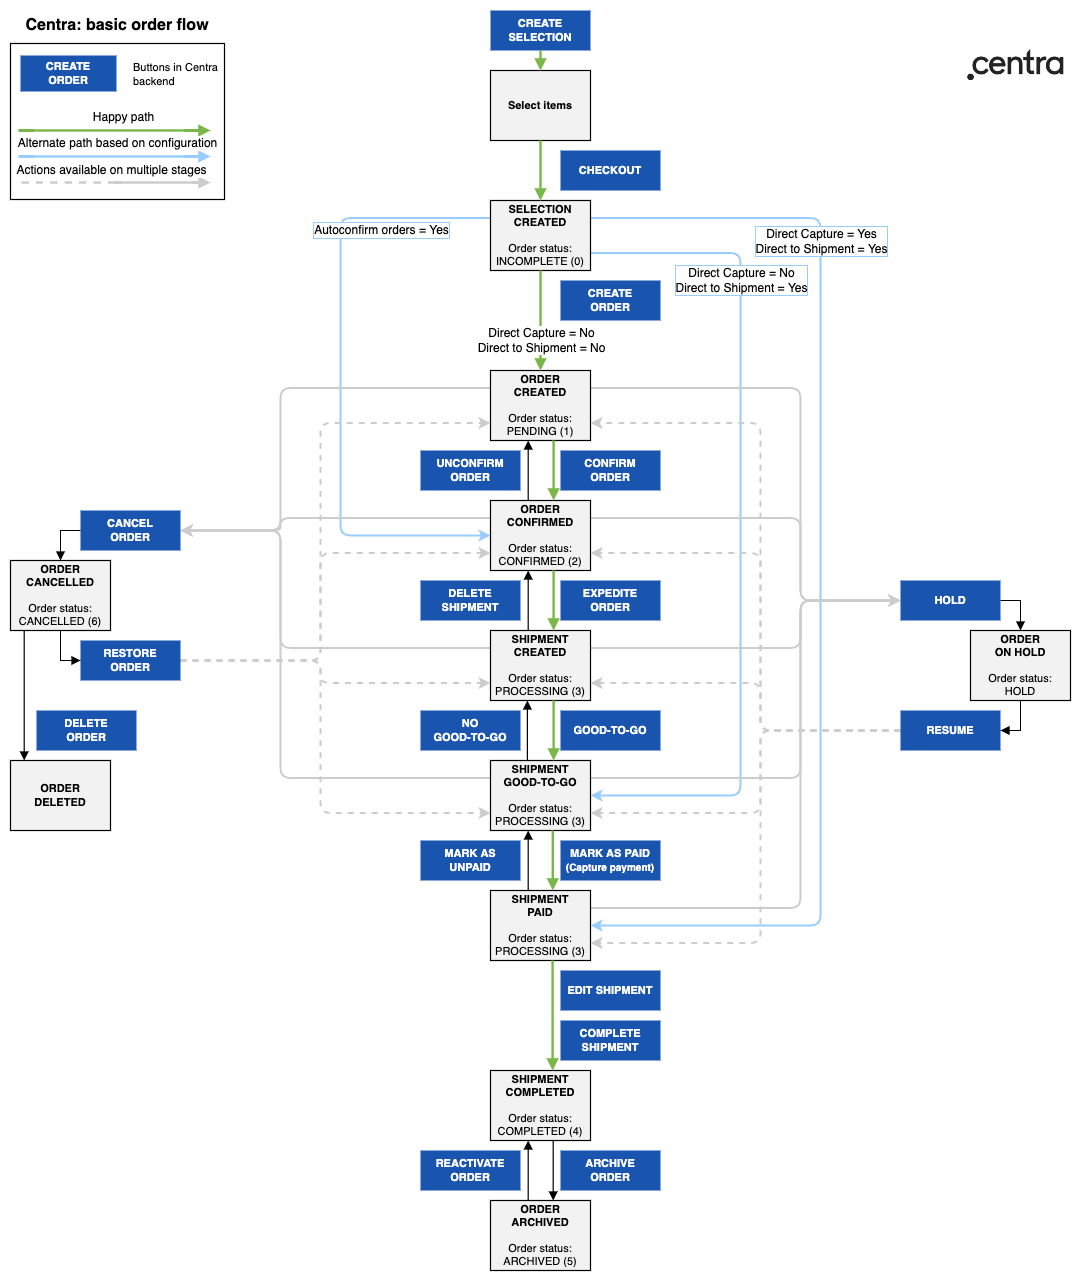 Centra: basic order flow
CREATE
ORDER
Buttons in Centra
backend
Happy path
Alternate path based on configuration
Actions available on multiple stages
centra
CREATE
SELECTION
Select items
CHECKOUT
SELECTION
CREATED
Order status:
INCOMPLETE (0)
Autoconfirm orders = Yes
Direct Capture = Yes
Direct to Shipment = Yes
Direct Capture = No
Direct to Shipment = Yes
CREATE
ORDER
Direct Capture = No
Direct to Shipment = No
ORDER
CREATED
Order status:
PENDING (1)
UNCONFIRM
ORDER
CONFIRM
ORDER
ORDER
CONFIRMED
Order status:
CONFIRMED (2)
CANCEL
ORDER
ORDER
CANCELLED
Order status:
CANCELLED (6)
RESTORE
ORDER
DELETE
ORDER
ORDER
DELETED
DELETE
SHIPMENT
EXPEDITE
ORDER
HOLD
ORDER
ON HOLD
Order status:
HOLD
RESUME
SHIPMENT
CREATED
Order status:
PROCESSING (3)
NO
GOOD-TO-GO
GOOD-TO-GO
SHIPMENT
GOOD-TO-GO
Order status:
PROCESSING (3)
MARK AS
UNPAID
MARK AS PAID
(Capture payment)
SHIPMENT
PAID
Order status:
PROCESSING (3)
EDIT SHIPMENT
COMPLETE
SHIPMENT
SHIPMENT
COMPLETED
Order status:
COMPLETED (4)
REACTIVATE
ORDER
ARCHIVE
ORDER
ORDER
ARCHIVED
Order status:
ARCHIVED (5)